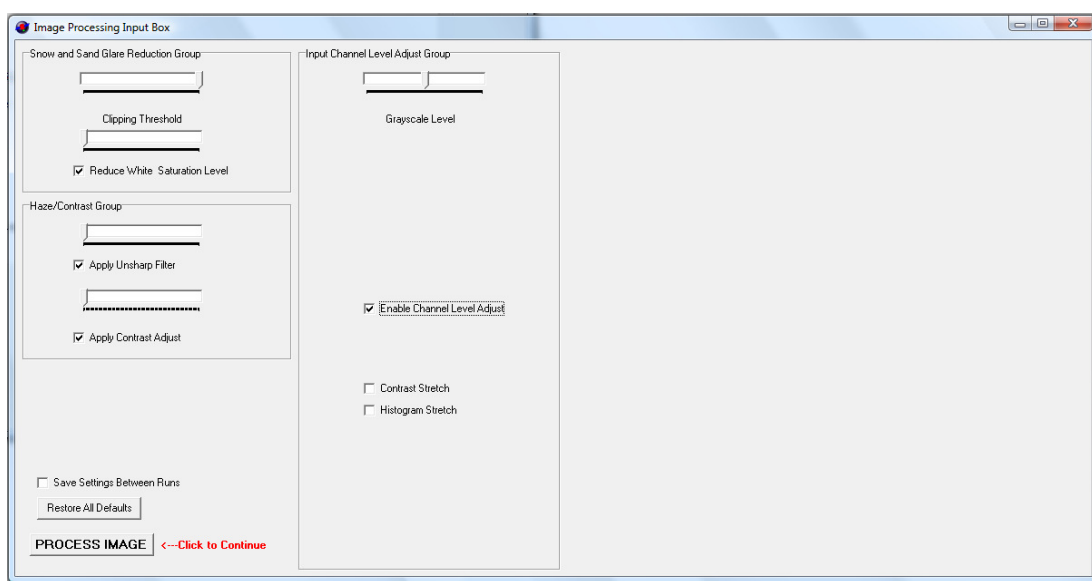 Image Processing Input Box
Snow and Sand Glare Reduction Group
Clipping Threshold
Reduce White  Saturation Level
Haze/Contrast Group
Apply Unsharp Filter
Apply Contrast Adjust
Input Channel Level Adjust Group
Grayscale Level
Enable Channel Level Adjust
Contrast Stretch
Histogram Stretch
Save Settings Between Runs
Restore All Defaults
PROCESS IMAGE <---Click to Continue